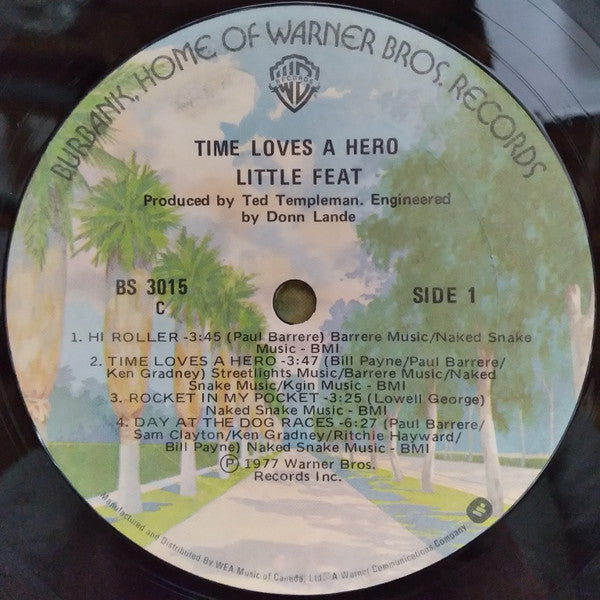 BURBANK, HOME OF WARNER BROS. RECORDS
WB
RECORDS
TIME LOVES A HERO
LITTLE FEAT
Produced by Ted Templeman. Engineered
by Donn Lande
BS 3015
C
SIDE 1
1. HI ROLLER -3:45 (Paul Barrere) Barrere Music/Naked Snake
Music - BMI
2. TIME LOVES A HERO -3:47 (Bill Payne/Paul Barrere/
Ken Gradney) Streetlights Music/Barrere Music/Naked
Snake Music/Kgin Music - BMI
3. ROCKET IN MY POCKET -3:25 (Lowell George)
Naked Snake Music - BMI
4. DAY AT THE DOG RACES -6:27 (Paul Barrere/
Sam Clayton/Ken Gradney/Ritchie Hayward/
Bill Payne) Naked Snake Music - BMI
Ⓟ 1977 Warner Bros.
Records Inc.
Manufactured and Distributed By WEA Music of Canada, Ltd. A Warner Communications Company